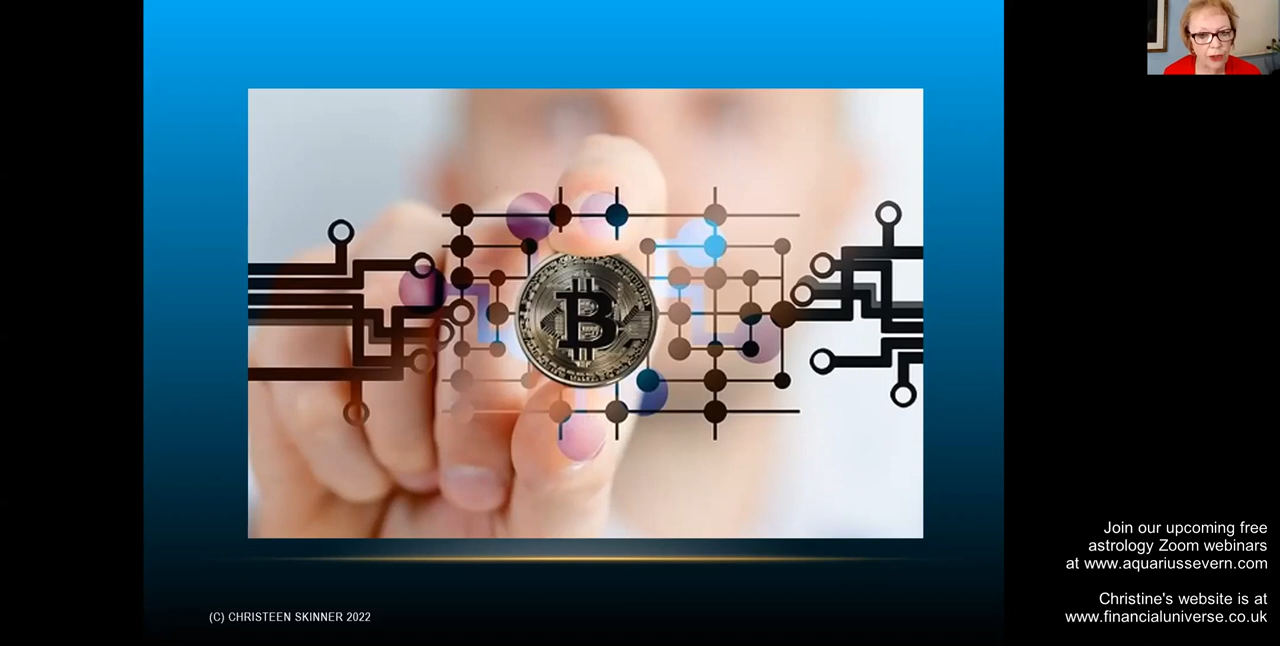 B
(C) CHRISTEEN SKINNER 2022
Join our upcoming free
astrology Zoom webinars
at www.aquariussevern.com
Christine's website is at
www.financialuniverse.co.uk